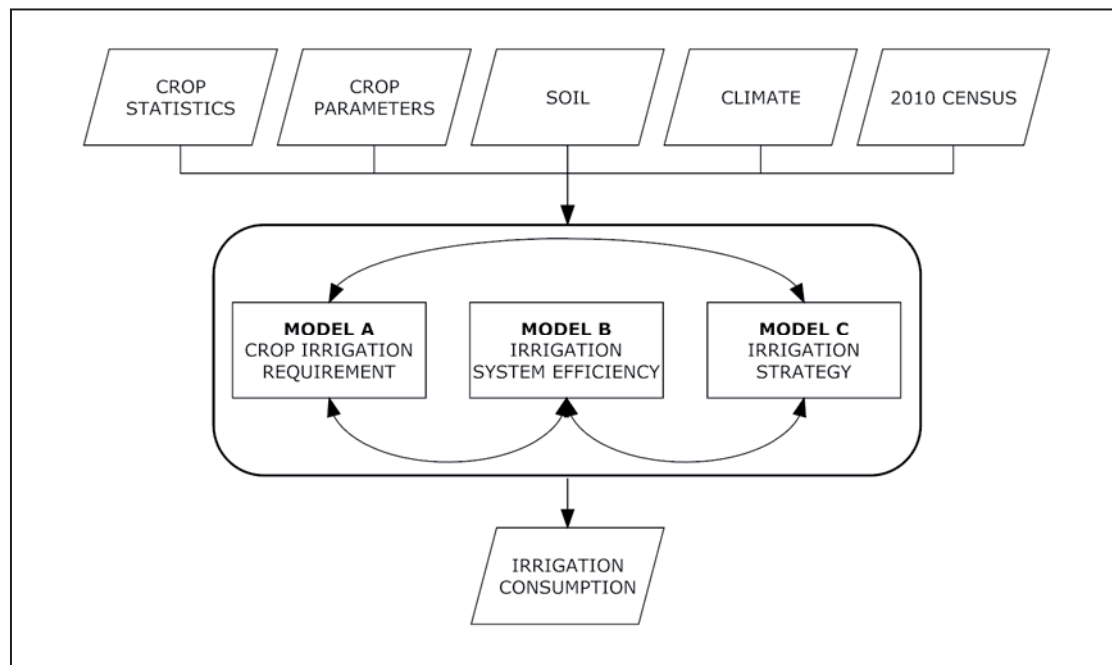 CROP
STATISTICS
CROP
PARAMETERS
SOIL
CLIMATE
2010 CENSUS
MODEL A
CROP IRRIGATION
REQUIREMENT
MODEL B
IRRIGATION
SYSTEM EFFICIENCY
MODEL C
IRRIGATION
STRATEGY
IRRIGATION
CONSUMPTION